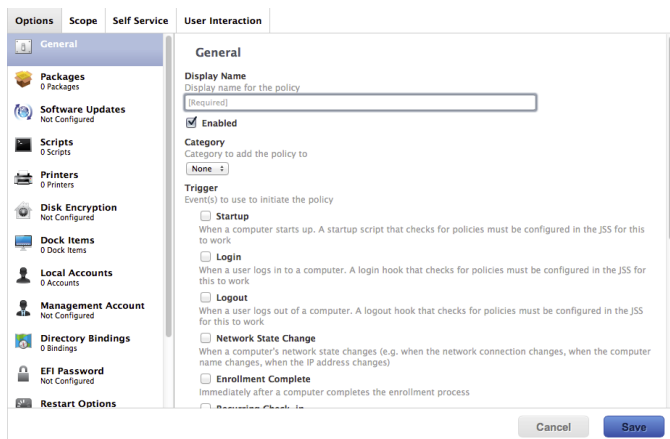 Options
Scope
Self Service
User Interaction
General
Packages
0 Packages
Software Updates
Not Configured
Scripts
0 Scripts
Printers
0 Printers
Disk Encryption
Not Configured
Dock Items
0 Dock Items
Local Accounts
0 Accounts
Management Account
Not Configured
Directory Bindings
0 Bindings
EFI Password
Not Configured
Restart Options
General
Display Name
Display name for the policy
[Required]
Enabled
Category
Category to add the policy to
None
Trigger
Event(s) to use to initiate the policy
Startup
When a computer starts up. A startup script that checks for policies must be configured in the JSS for this
to work
Login
When a user logs in to a computer. A login hook that checks for policies must be configured in the JSS for
this to work
Logout
When a user logs out of a computer. A logout hook that checks for policies must be configured in the JSS
for this to work
Network State Change
When a computer's network state changes (e.g. when the network connection changes, when the computer
name changes, when the IP address changes)
Enrollment Complete
Immediately after a computer completes the enrollment process
Recurring Check-in
Cancel
Save